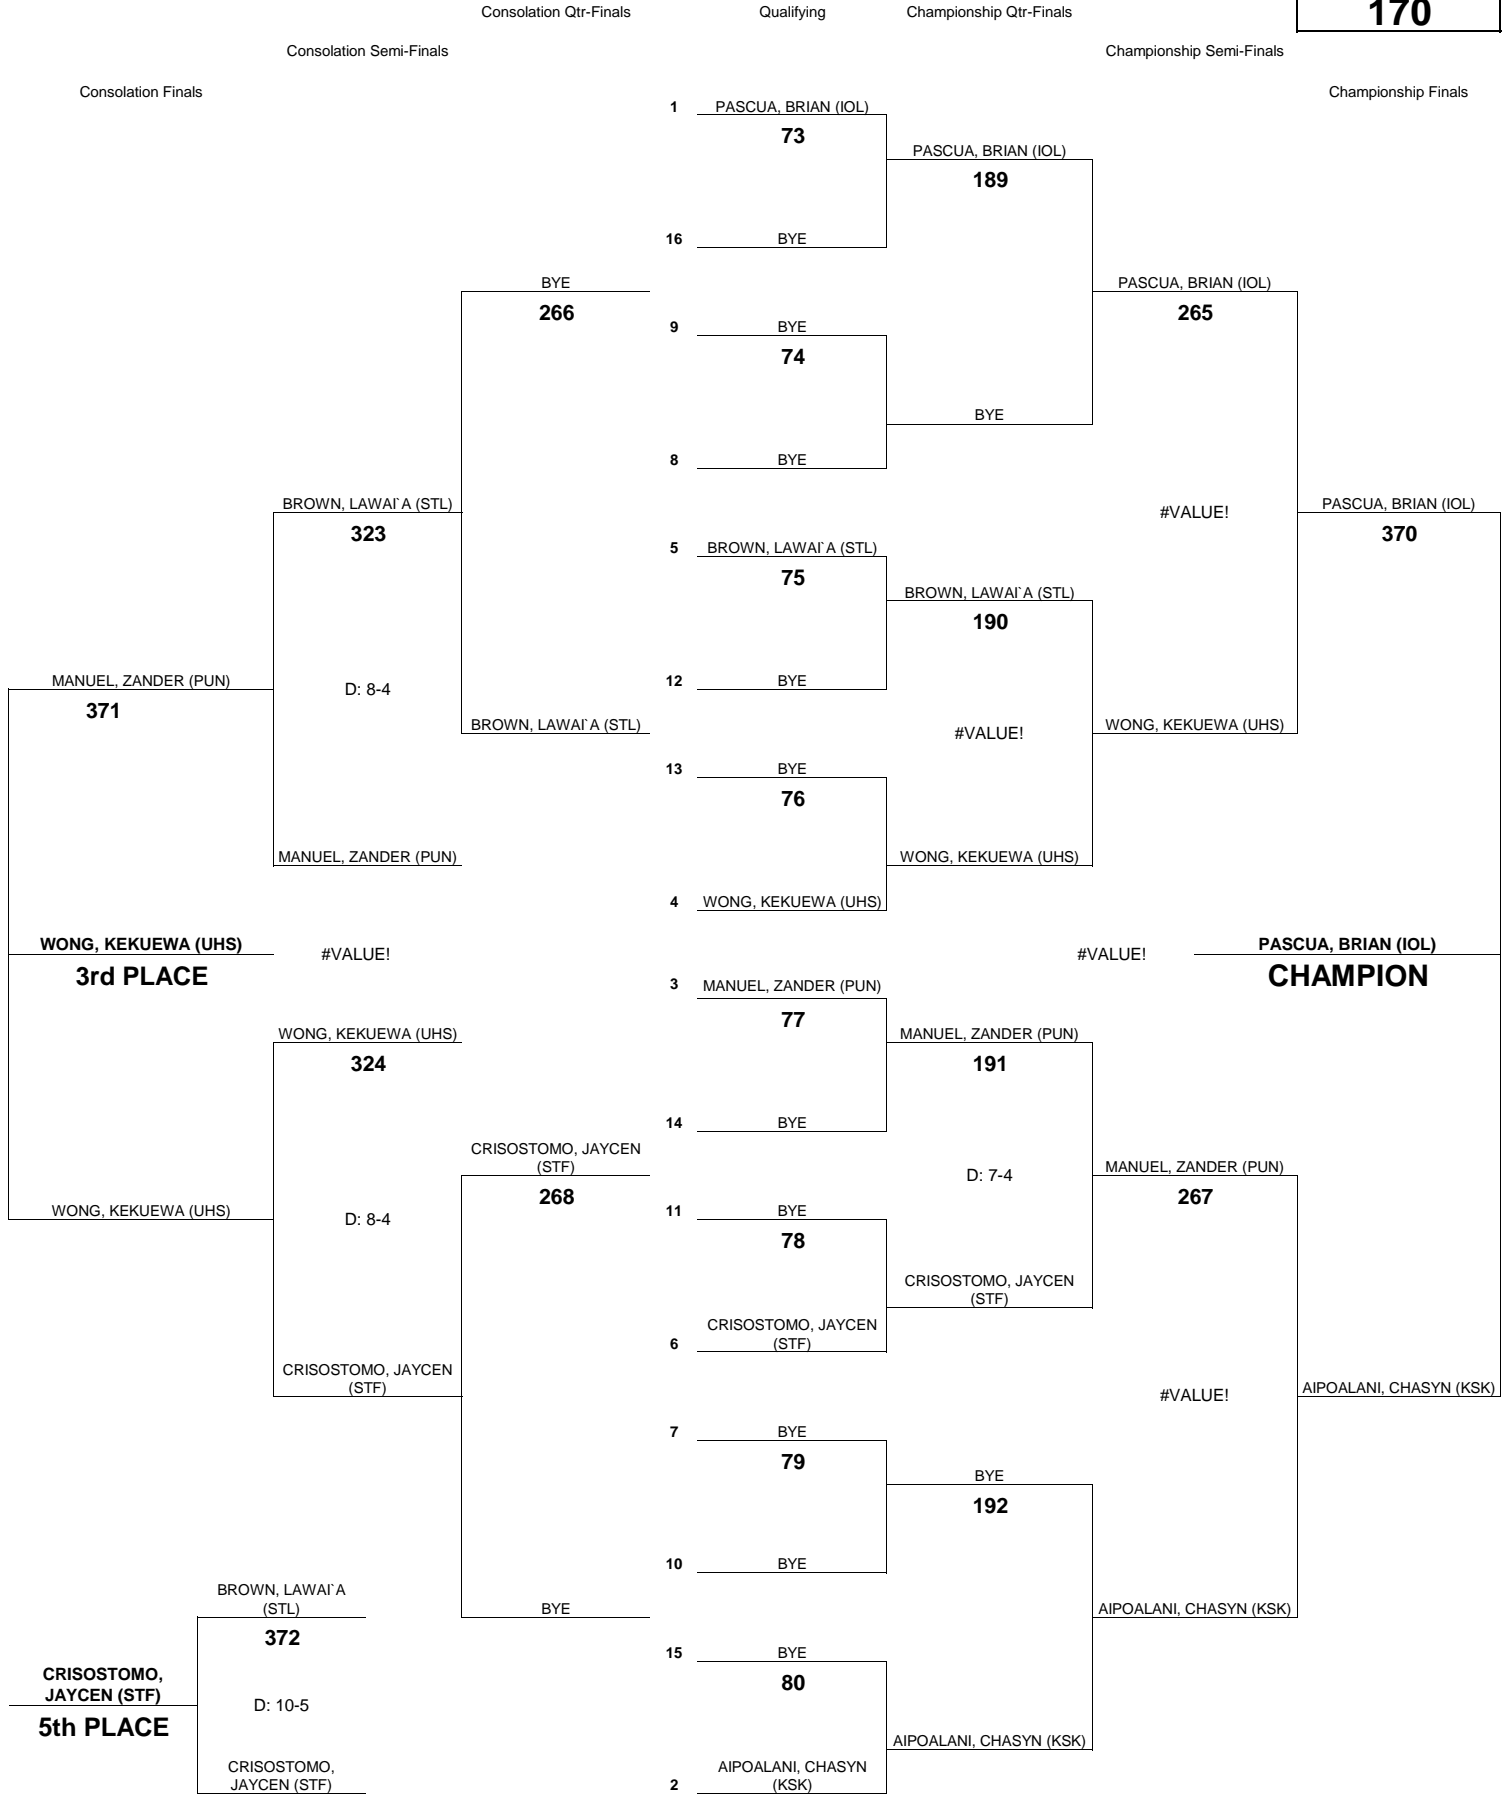 Consolation Qtr-Finals
Qualifying
Championship Qtr-Finals
170
Consolation Semi-Finals
Championship Semi-Finals
Consolation Finals
Championship Finals
1 PASCUA, BRIAN (IOL)
73
PASCUA, BRIAN (IOL)
189
16 BYE
BYE
266
PASCUA, BRIAN (IOL)
265
9 BYE
74
BYE
8 BYE
BROWN, LAWAI`A (STL)
323
#VALUE!
PASCUA, BRIAN (IOL)
370
5 BROWN, LAWAI`A (STL)
75
BROWN, LAWAI`A (STL)
190
MANUEL, ZANDER (PUN)
371
D: 8-4
12 BYE
BROWN, LAWAI`A (STL)
#VALUE!
WONG, KEKUEWA (UHS)
13 BYE
76
MANUEL, ZANDER (PUN)
WONG, KEKUEWA (UHS)
4 WONG, KEKUEWA (UHS)
WONG, KEKUEWA (UHS)
3rd PLACE
#VALUE!
#VALUE!
PASCUA, BRIAN (IOL)
CHAMPION
3 MANUEL, ZANDER (PUN)
77
WONG, KEKUEWA (UHS)
324
MANUEL, ZANDER (PUN)
191
14 BYE
CRISOSTOMO, JAYCEN
(STF)
268
D: 7-4
MANUEL, ZANDER (PUN)
267
WONG, KEKUEWA (UHS)
D: 8-4
11 BYE
78
CRISOSTOMO, JAYCEN
(STF)
CRISOSTOMO, JAYCEN
6 (STF)
CRISOSTOMO, JAYCEN
(STF)
#VALUE!
AIPOALANI, CHASYN (KSK)
7 BYE
79
BYE
192
10 BYE
BROWN, LAWAI`A
(STL)
372
BYE
AIPOALANI, CHASYN (KSK)
15 BYE
80
CRISOSTOMO,
JAYCEN (STF)
5th PLACE
D: 10-5
AIPOALANI, CHASYN (KSK)
CRISOSTOMO,
JAYCEN (STF)
AIPOALANI, CHASYN
2 (KSK)